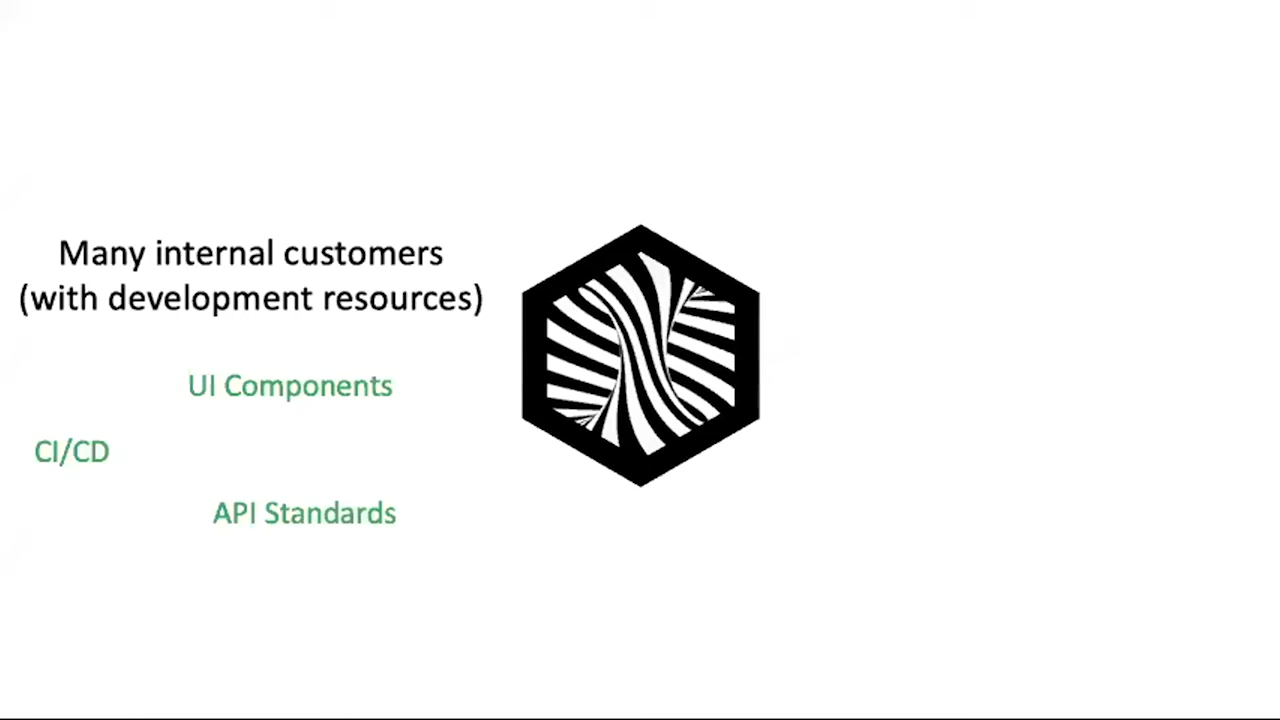 Many internal customers
(with development resources)
UI Components
CI/CD
API Standards